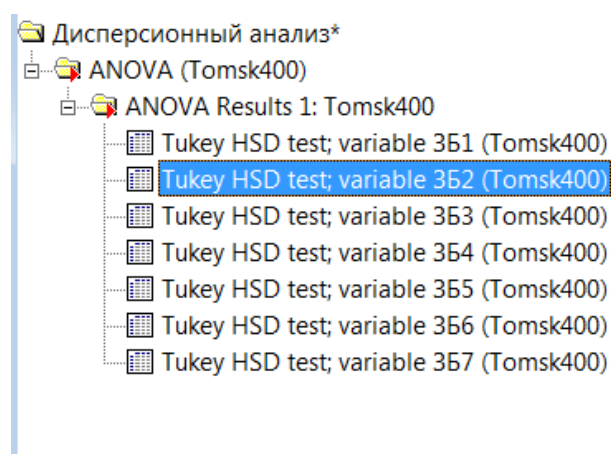 Дисперсионный анализ*
ANOVA (Tomsk400)
ANOVA Results 1: Tomsk400
Tukey HSD test; variable ЗБ1 (Tomsk400)
Tukey HSD test; variable ЗБ2 (Tomsk400)
Tukey HSD test; variable ЗБ3 (Tomsk400)
Tukey HSD test; variable ЗБ4 (Tomsk400)
Tukey HSD test; variable ЗБ5 (Tomsk400)
Tukey HSD test; variable ЗБ6 (Tomsk400)
Tukey HSD test; variable ЗБ7 (Tomsk400)